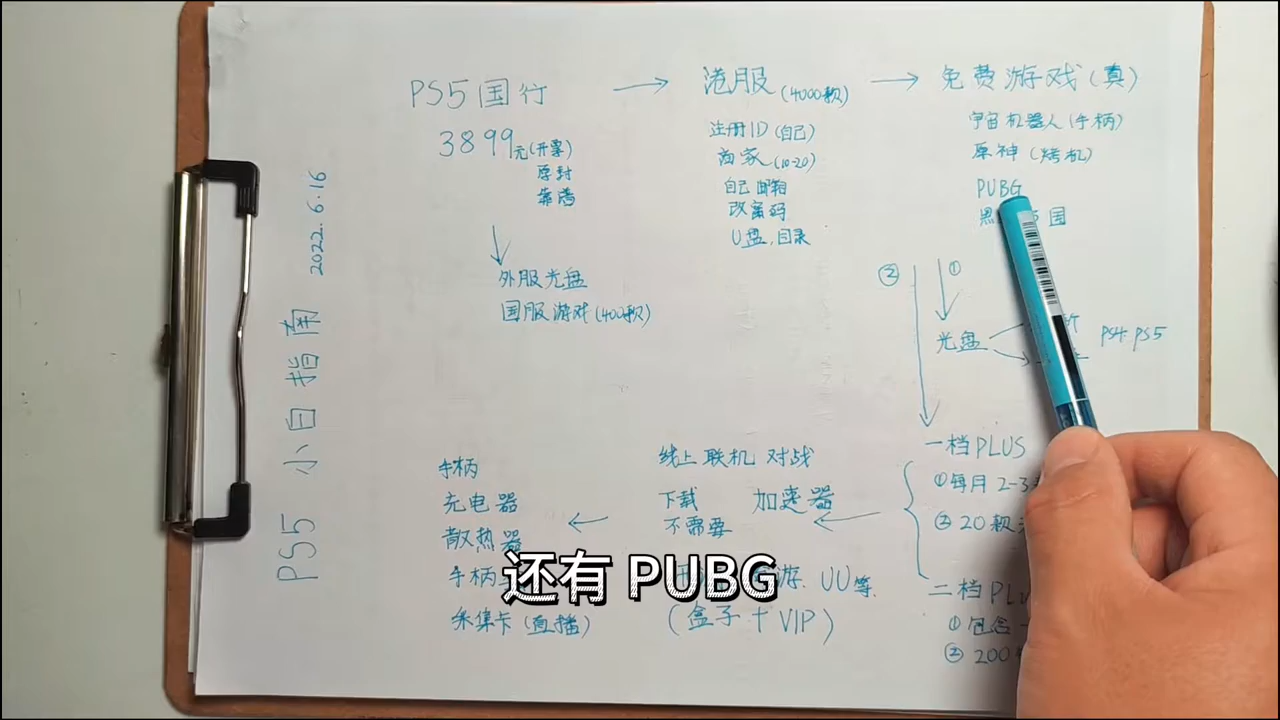 PS5 小白指南 2022.6.16
PS5国行
3899元(开票)
原封
靠谱
外服光盘
国服游戏(400款)
港服(4000款)
注册ID(自己)
商家(10-20)
自己邮箱
改密码
U盘.目录
免费游戏(真)
宇宙机器人(手柄)
原神(烤机)
PUBG
国
② ①
光盘
PS4.PS5
一档PLUS
①每月2-3
②20款
二档PLU
①包含一
②200
线上联机对战
下载 加速器
不需要
游、UU等.
(盒子+VIP)
手柄
充电器
散热器
手柄
采集卡(直播)
还有 PUBG